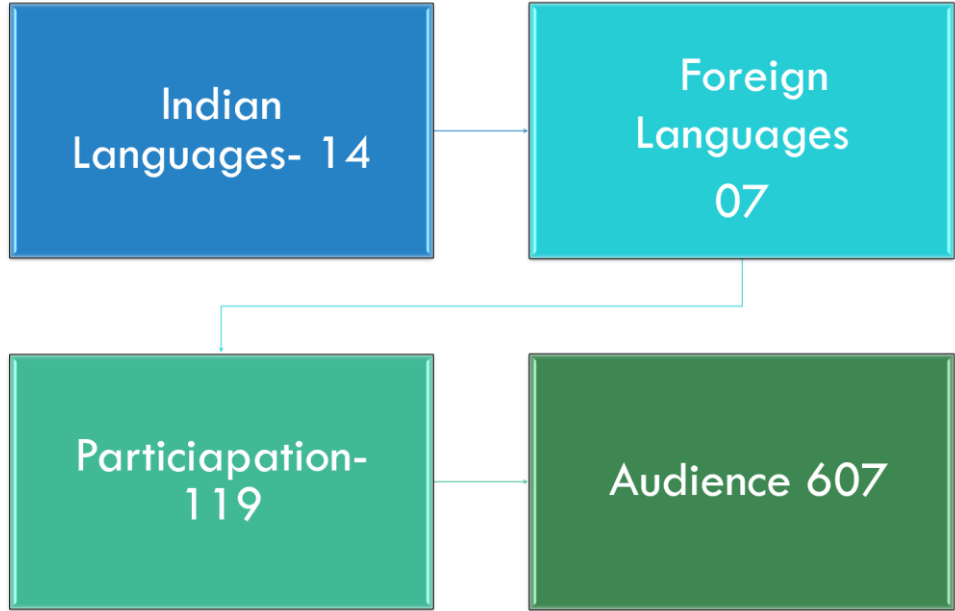 Indian
Languages- 14
Foreign
Languages
07
Particiapation-
119
Audience 607